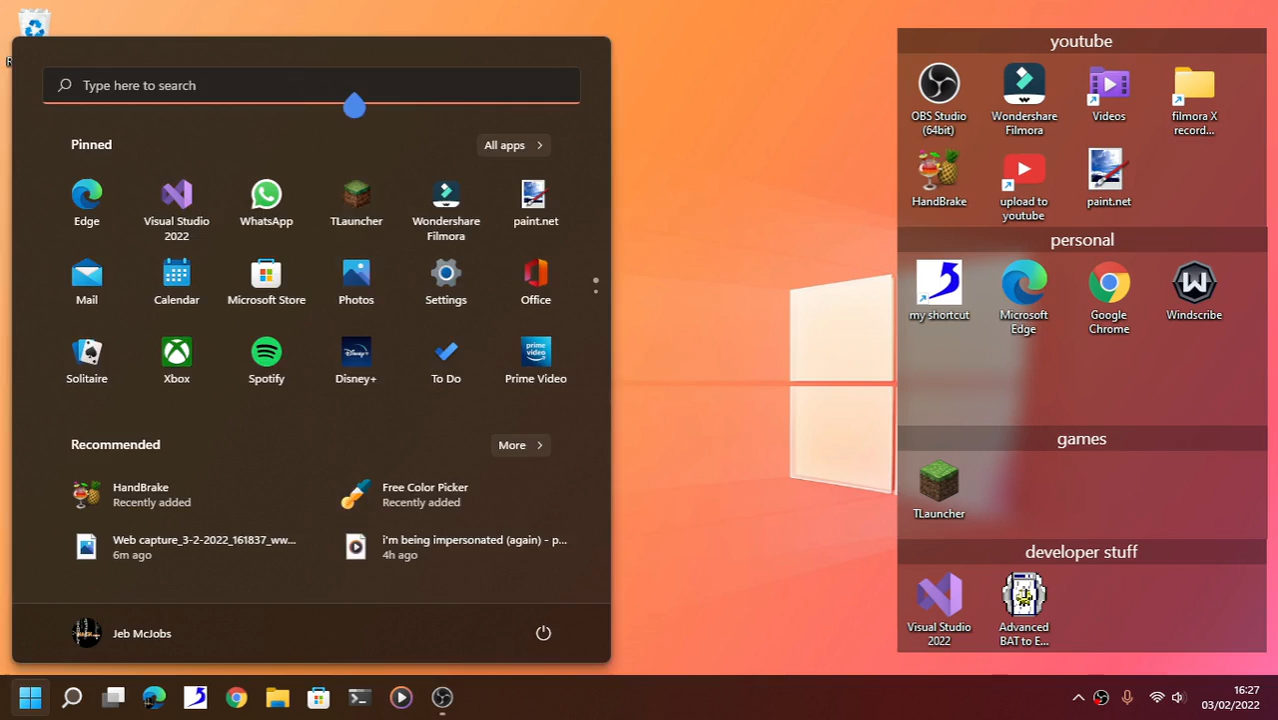 Type here to search
Pinned
All apps
Edge
Visual Studio
2022
WhatsApp
TLauncher
Wondershare
Filmora
paint.net
Mail
Calendar
Microsoft Store
Photos
Settings
Office
Solitaire
Xbox
Spotify
Disney+
To Do
prime
video
Prime Video
Recommended
More
HandBrake
Recently added
Free Color Picker
Recently added
Web capture_3-2-2022_161837_ww...
6m ago
i'm being impersonated (again) - p...
4h ago
Jeb McJobs
youtube
OBS Studio
(64bit)
Wondershare
Filmora
Videos
filmora X
record...
HandBrake
upload to
youtube
paint.net
personal
my shortcut
Microsoft
Edge
Google
Chrome
Windscribe
games
TLauncher
developer stuff
Visual Studio
2022
Advanced
BAT to E...
16:27
03/02/2022